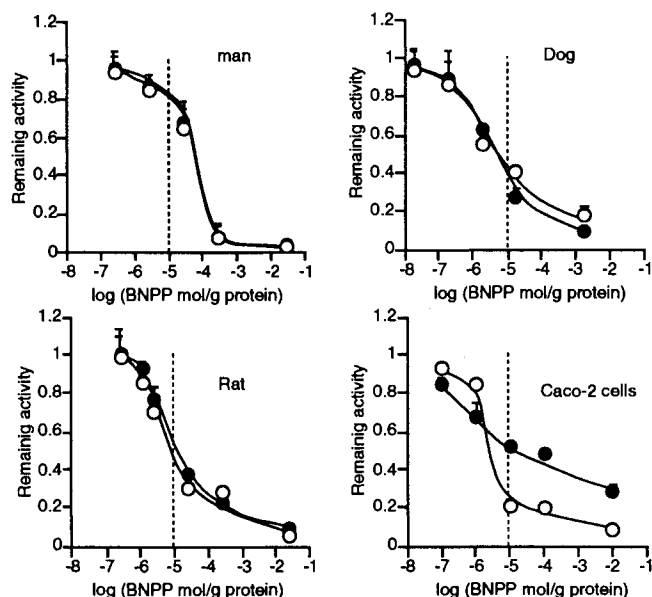 man
Remainig activity
1
0.8
0.6
0.4
0.2
0
-8 -7 -6 -5 -4 -3 -2 -1
log (BNPP mol/g protein)
Dog
Remainig activity
1.2
1
0.8
0.6
0.4
0.2
0
-8 -7 -6 -5 -4 -3 -2 -1
log (BNPP mol/g protein)
Rat
Remainig activity
1.2
1
0.8
0.6
0.4
0.2
0
-8 -7 -6 -5 -4 -3 -2 -1
log (BNPP mol/g protein)
Caco-2 cells
Remainig activity
1.2
1
0.8
0.6
0.4
0.2
0
-8 -7 -6 -5 -4 -3 -2 -1
log (BNPP mol/g protein)